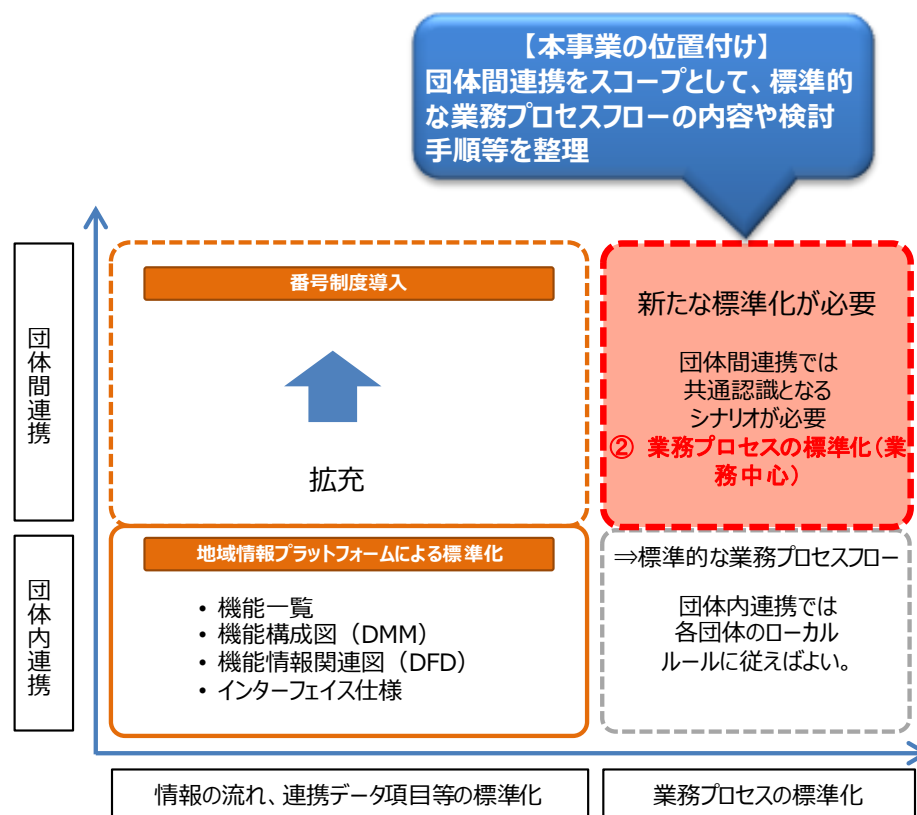 【本事業の位置付け】
団体間連携をスコープとして、標準的
な業務プロセスフローの内容や検討
手順等を整理
団体間連携
番号制度導入
拡充
新たな標準化が必要
団体間連携では
共通認識となる
シナリオが必要
② 業務プロセスの標準化(業
務中心)
団体内連携
地域情報プラットフォームによる標準化
• 機能一覧
• 機能構成図（DMM）
• 機能情報関連図（DFD）
• インターフェイス仕様
⇒標準的な業務プロセスフロー
団体内連携では
各団体のローカル
ルールに従えばよい。
情報の流れ、連携データ項目等の標準化
業務プロセスの標準化